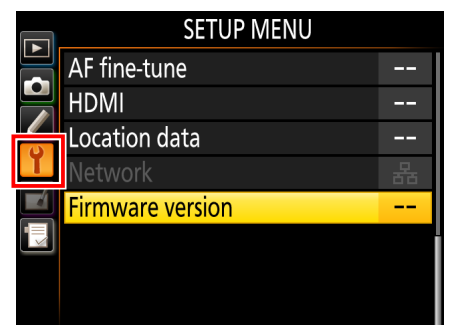 SETUP MENU
AF fine-tune --
HDMI --
Location data --
Network
Firmware version --